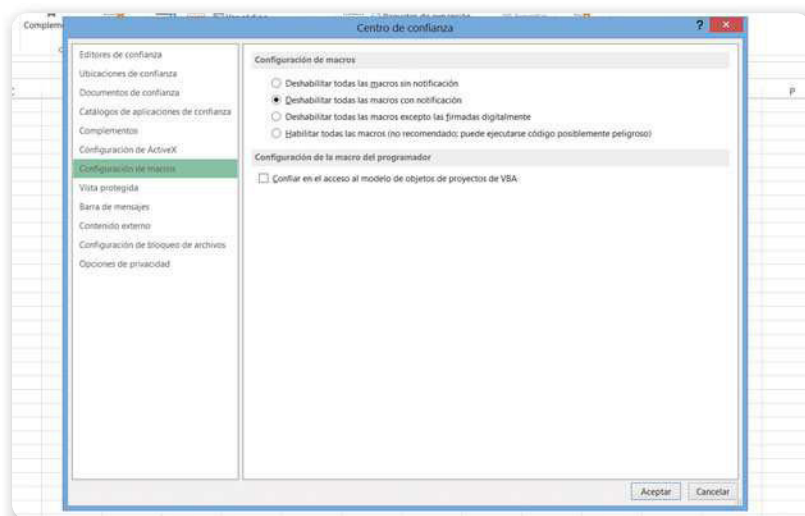 Complem
Centro de confianza
?
Editores de confianza
Ubicaciones de confianza
Documentos de confianza
Catálogos de aplicaciones de confianza
Complementos
Configuración de ActiveX
Configuración de macros
Vista protegida
Barra de mensajes
Contenido externo
Configuración de bloqueo de archivos
Opciones de privacidad
Configuración de macros
Deshabilitar todas las macros sin notificación
Deshabilitar todas las macros con notificación
Deshabilitar todas las macros excepto las firmadas digitalmente
Habilitar todas las macros (no recomendado; puede ejecutarse código posiblemente peligroso)
Configuración de la macro del programador
Confiar en el acceso al modelo de objetos de proyectos de VBA
P
Aceptar
Cancelar